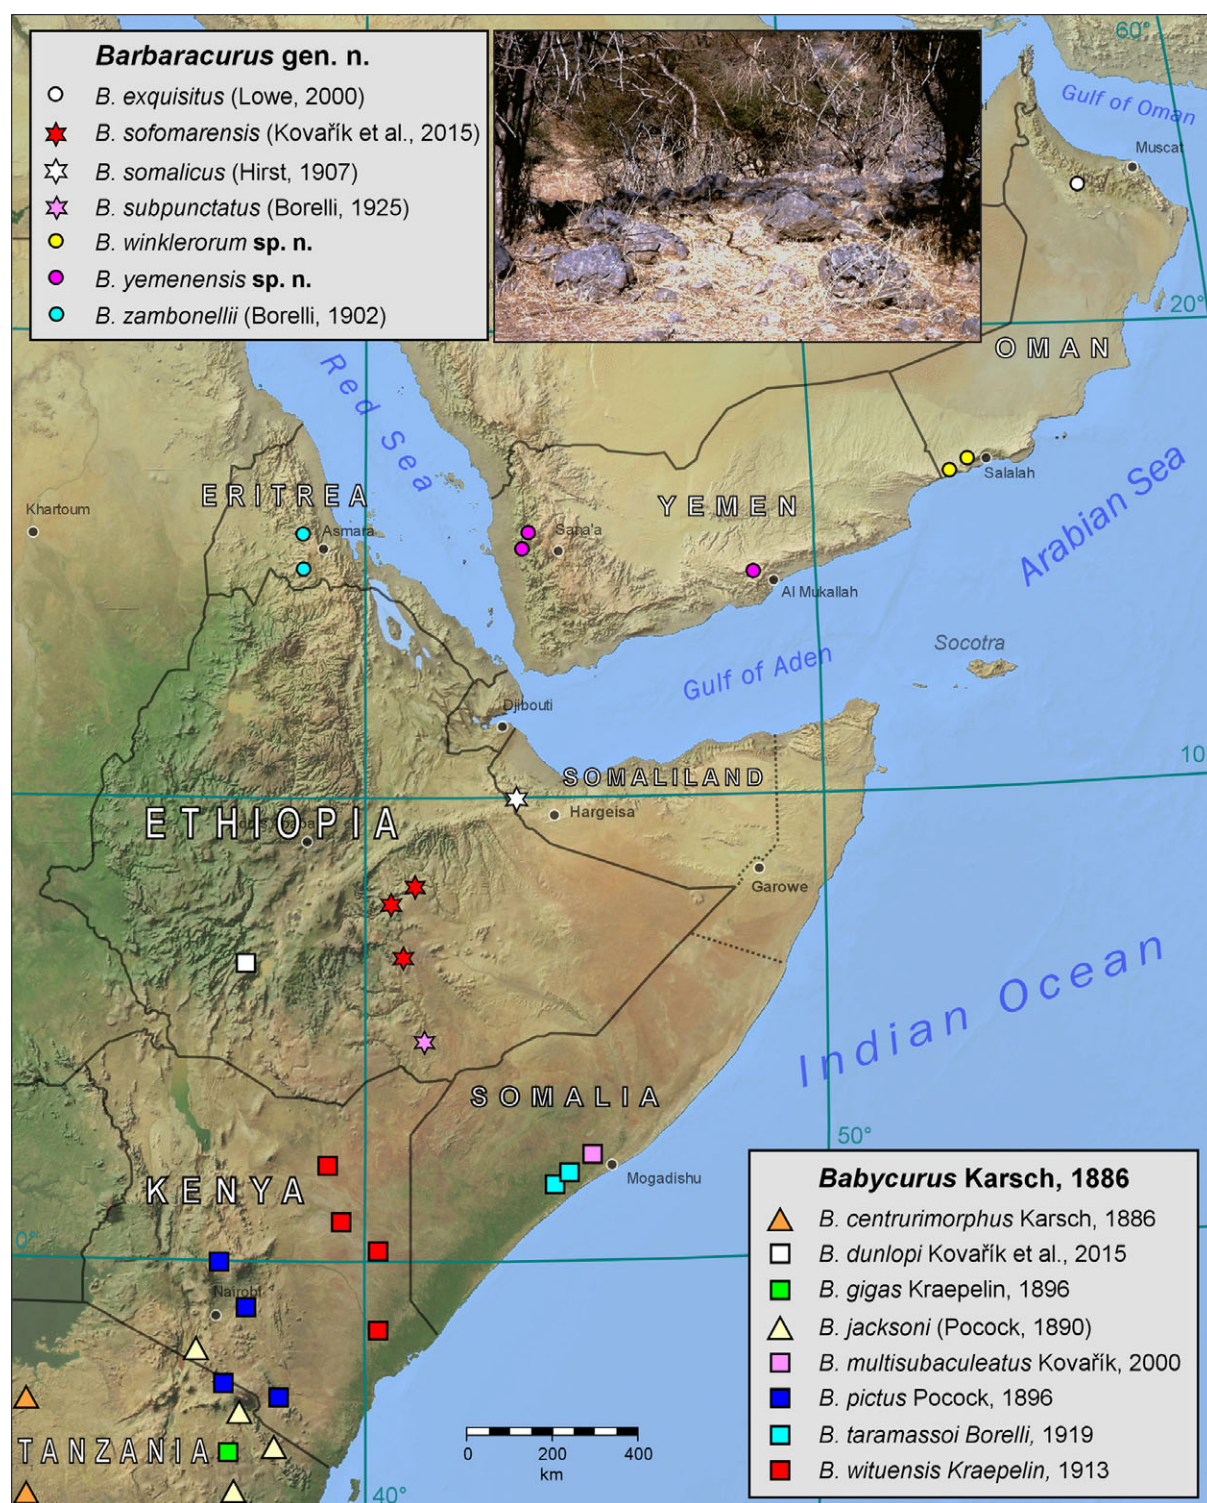 Barbaracurus gen. n.
B. exquisitus (Lowe, 2000)
B. sofomarensis (Kovařík et al., 2015)
B. somalicus (Hirst, 1907)
B. subpunctatus (Borelli, 1925)
B. winklerorum sp. n.
B. yemenensis sp. n.
B. zambonellii (Borelli, 1902)
60°
Gulf of Oman
Muscat
20°
OMAN
Red Sea
Salalah
ERITREA
YEMEN
Arabian Sea
Khartoum
Asmara
Sana'a
Al Mukallah
Socotra
Gulf of Aden
Djibouti
10
SOMALILAND
ETHIOPIA
Hargeisa
Garowe
Indian Ocean
SOMALIA
50°
Mogadishu
KENYA
0°
Nairobi
TANZANIA
40°
0 200 400
km
Babycurus Karsch, 1886
B. centrurimorphus Karsch, 1886
B. dunlopi Kovařík et al., 2015
B. gigas Kraepelin, 1896
B. jacksoni (Pocock, 1890)
B. multisubaculeatus Kovařík, 2000
B. pictus Pocock, 1896
B. taramassoi Borelli, 1919
B. wituensis Kraepelin, 1913